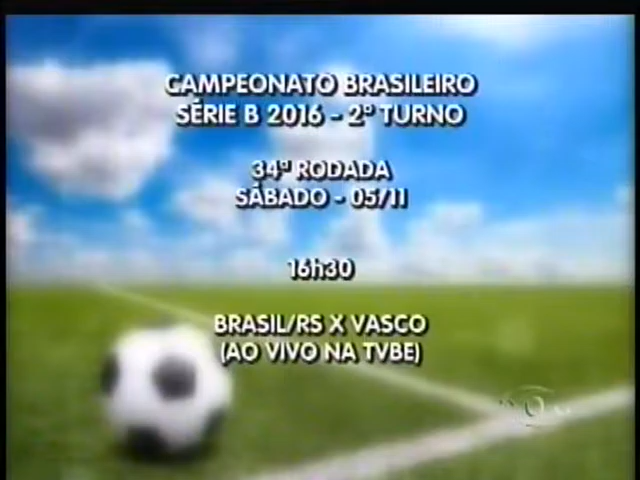 CAMPEONATO BRASILEIRO
SÉRIE B 2016 - 2º TURNO
34ª RODADA
SÁBADO - 05/11
16h30
BRASIL/RS X VASCO
(AO VIVO NA TVBE)